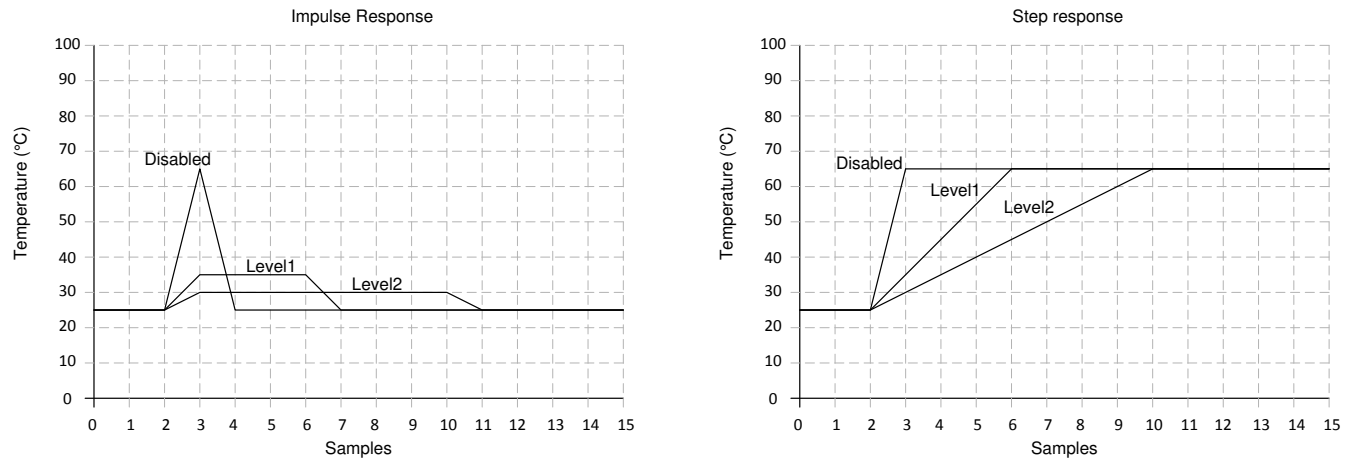 Impulse Response
Temperature (°C)
100
90
80
70
60
50
40
30
20
10
0
Disabled
Level1
Level2
0 1 2 3 4 5 6 7 8 9 10 11 12 13 14 15
Samples
Step response
Temperature (°C)
100
90
80
70
60
50
40
30
20
10
0
Disabled
Level1
Level2
0 1 2 3 4 5 6 7 8 9 10 11 12 13 14 15
Samples